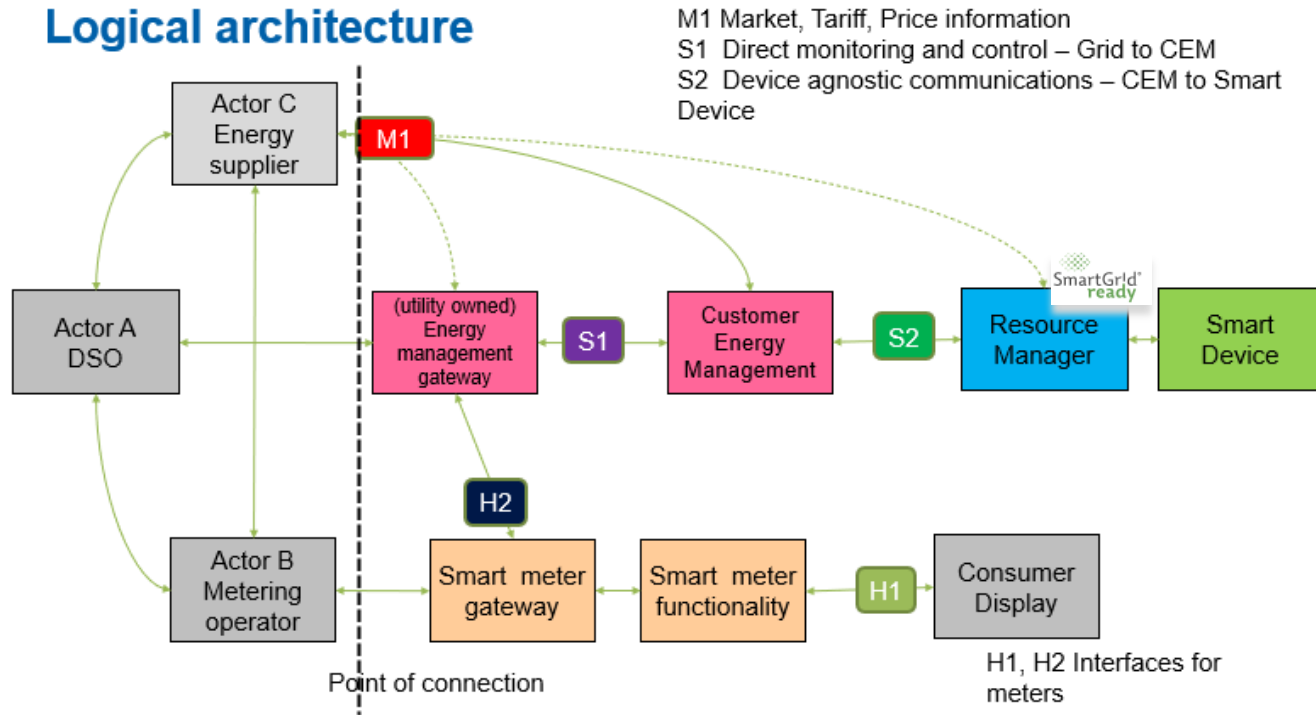 Logical architecture
M1 Market, Tariff, Price information
S1 Direct monitoring and control – Grid to CEM
S2 Device agnostic communications – CEM to Smart
Device
Actor C
Energy
supplier
M1
SmartGrid®
ready
Actor A
DSO
(utility owned)
Energy
management
gateway
S1
Customer
Energy
Management
S2
Resource
Manager
Smart
Device
H2
Actor B
Metering
operator
Smart meter
gateway
Smart meter
functionality
H1
Consumer
Display
Point of connection
H1, H2 Interfaces for
meters